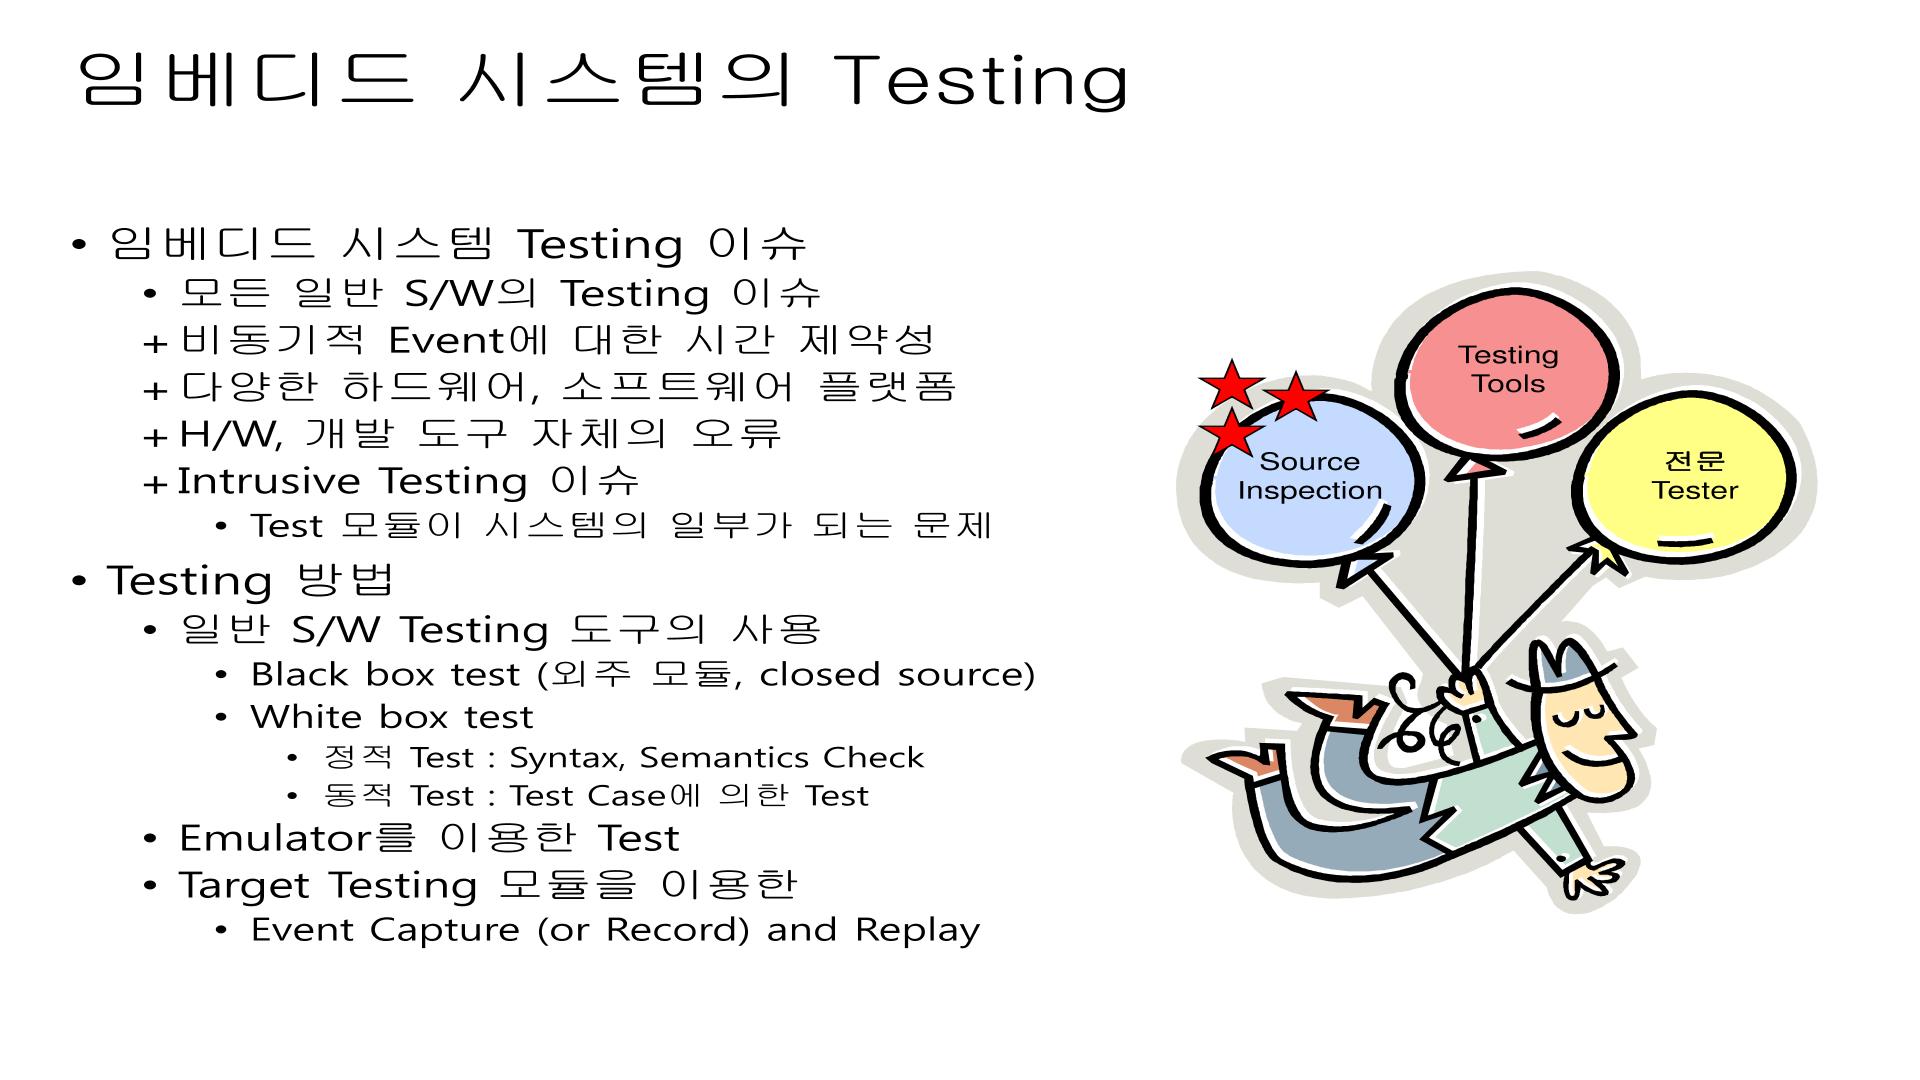 임베디드 시스템의 Testing
• 임베디드 시스템 Testing 이슈
• 모든 일반 S/W의 Testing 이슈
+ 비동기적 Event에 대한 시간 제약성
+ 다양한 하드웨어, 소프트웨어 플랫폼
+ H/W, 개발 도구 자체의 오류
+ Intrusive Testing 이슈
• Test 모듈이 시스템의 일부가 되는 문제
• Testing 방법
• 일반 S/W Testing 도구의 사용
• Black box test (외주 모듈, closed source)
• White box test
• 정적 Test : Syntax, Semantics Check
• 동적 Test : Test Case에 의한 Test
• Emulator를 이용한 Test
• Target Testing 모듈을 이용한
• Event Capture (or Record) and Replay
Testing
Tools
Source
Inspection
전문
Tester